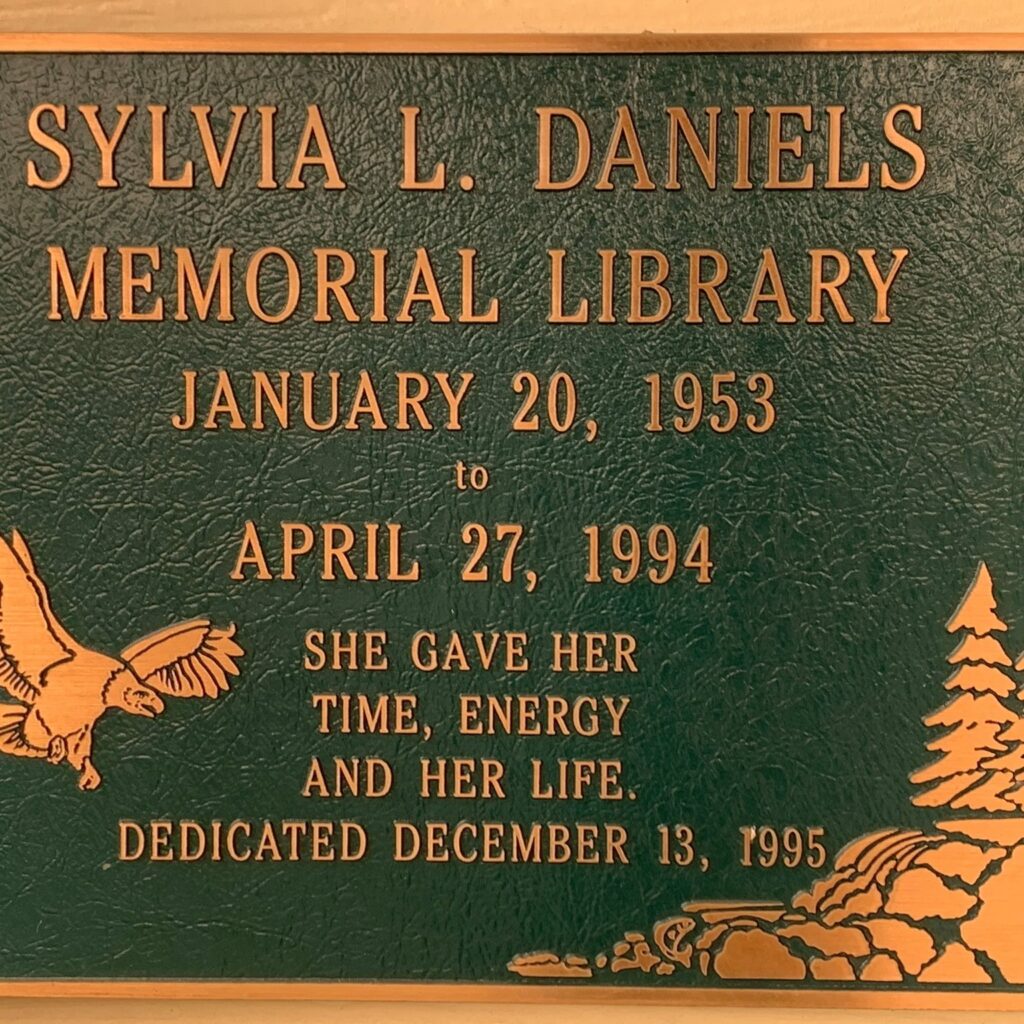 SYLVIA L. DANIELS
MEMORIAL LIBRARY
JANUARY 20, 1953
to
APRIL 27, 1994
SHE GAVE HER
TIME, ENERGY
AND HER LIFE.
DEDICATED DECEMBER 13, 1995